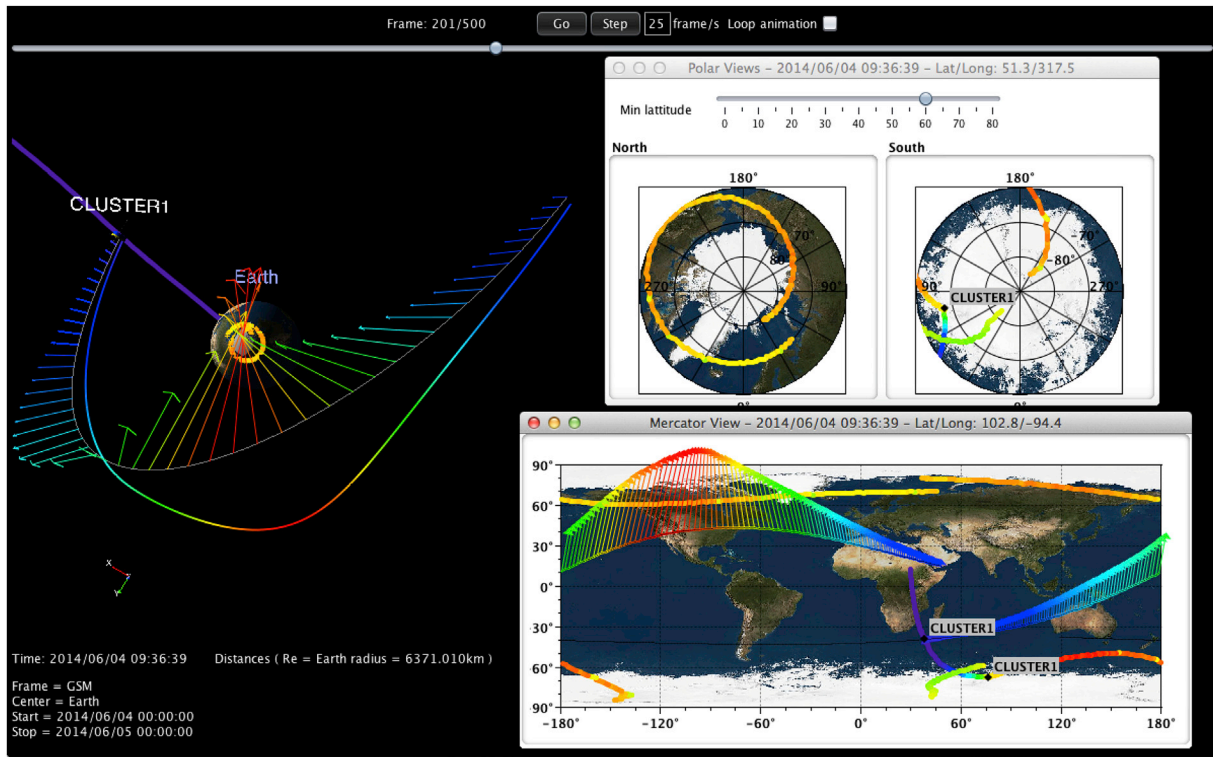 Frame: 201/500 Go Step 25 frame/s Loop animation
Polar Views - 2014/06/04 09:36:39 - Lat/Long: 51.3/317.5
Min lattitude
0 10 20 30 40 50 60 70 80
North South
180° 180°
-70°
70°
80
-80°
270° 90° 90° 270°
CLUSTER1
0° 0°
CLUSTER1
Earth
X
Y
Mercator View - 2014/06/04 09:36:39 - Lat/Long: 102.8/-94.4
90°
60°
30°
0°
-30°
-60°
-90°
CLUSTER1
CLUSTER1
-180° -120° -60° 0° 60° 120° 180°
Time: 2014/06/04 09:36:39 Distances ( Re = Earth radius = 6371.010km )
Frame = GSM
Center = Earth
Start = 2014/06/04 00:00:00
Stop = 2014/06/05 00:00:00